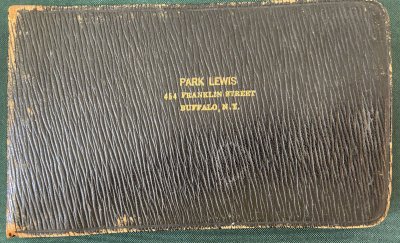 PARK LEWIS
454 FRANKLIN STREET
BUFFALO, N.Y.